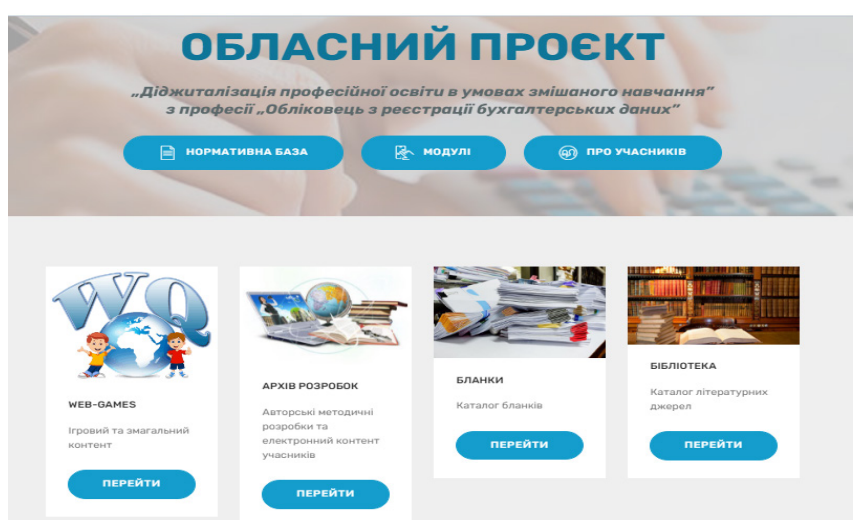 ОБЛАСНИЙ ПРОЄКТ
„Діджиталізація професійної освіти в умовах змішаного навчання”
з професії „Обліковець з реєстрації бухгалтерських даних”
НОРМАТИВНА БАЗА
МОДУЛІ
ПРО УЧАСНИКІВ
WQ
WEB-GAMES
Ігровий та змагальний
контент
ПЕРЕЙТИ
АРХІВ РОЗРОБОК
Авторські методичні
розробки та
електронний контент
учасників
ПЕРЕЙТИ
БЛАНКИ
Каталог бланків
ПЕРЕЙТИ
БІБЛІОТЕКА
Каталог літературних
джерел
ПЕРЕЙТИ